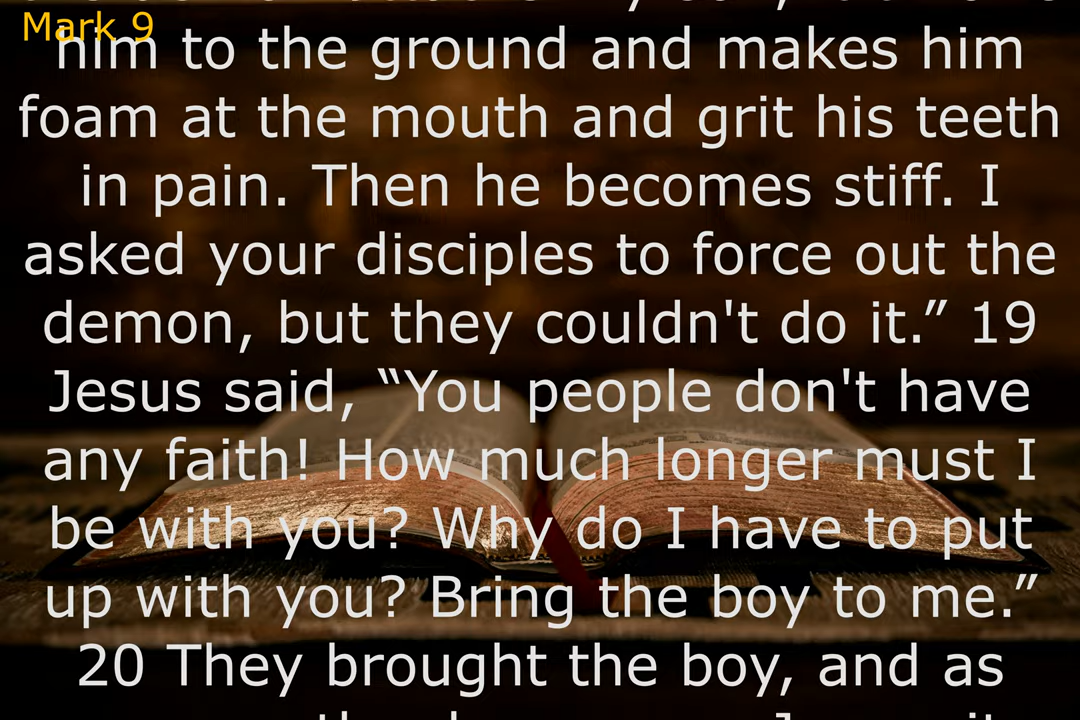 Mark 9
him to the ground and makes him
foam at the mouth and grit his teeth
in pain. Then he becomes stiff. I
asked your disciples to force out the
demon, but they couldn't do it.” 19
Jesus said, “You people don't have
any faith! How much longer must I
be with you? Why do I have to put
up with you? Bring the boy to me.”
20 They brought the boy, and as